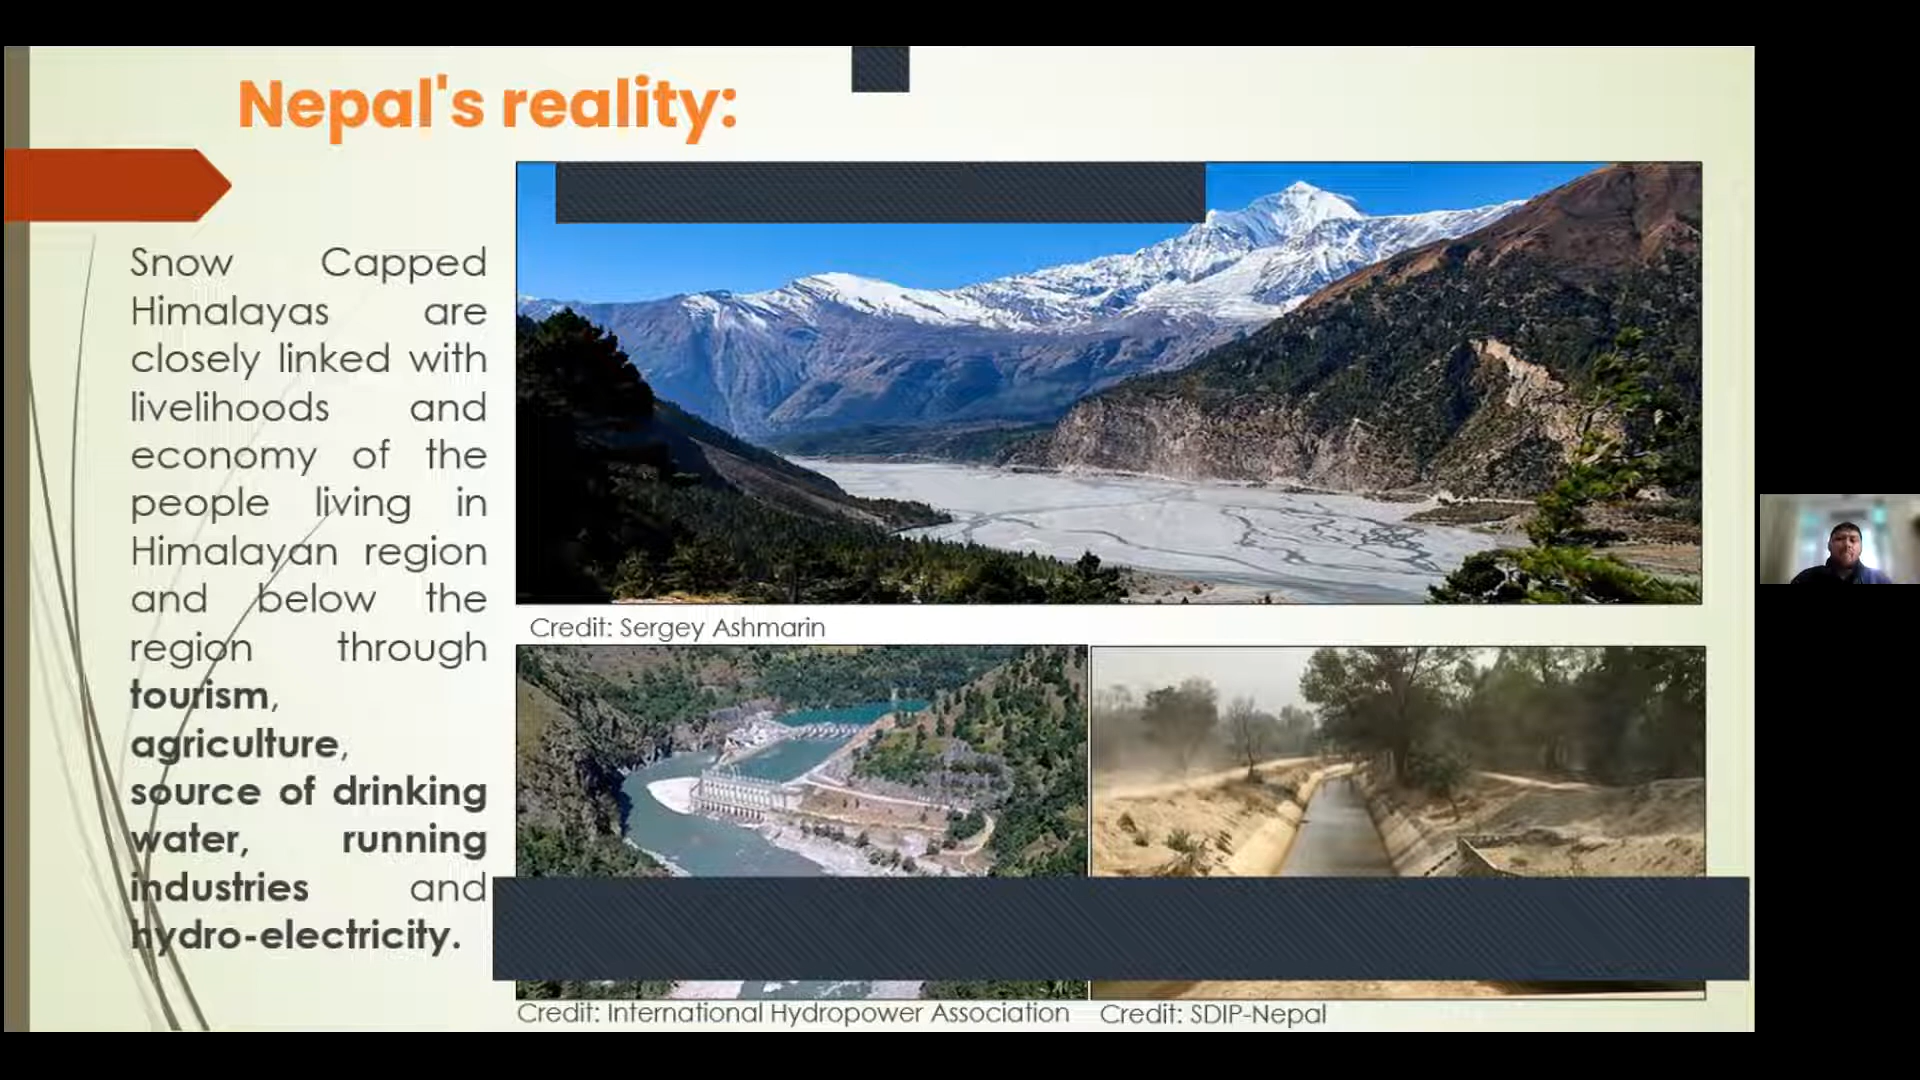 Nepal's reality:
Snow Capped
Himalayas are
closely linked with
livelihoods and
economy of the
people living in
Himalayan region
and below the
region through
tourism,
agriculture,
source of drinking
water, running
industries and
hydro-electricity.
Credit: Sergey Ashmarin
Credit: International Hydropower Association
Credit: SDIP-Nepal